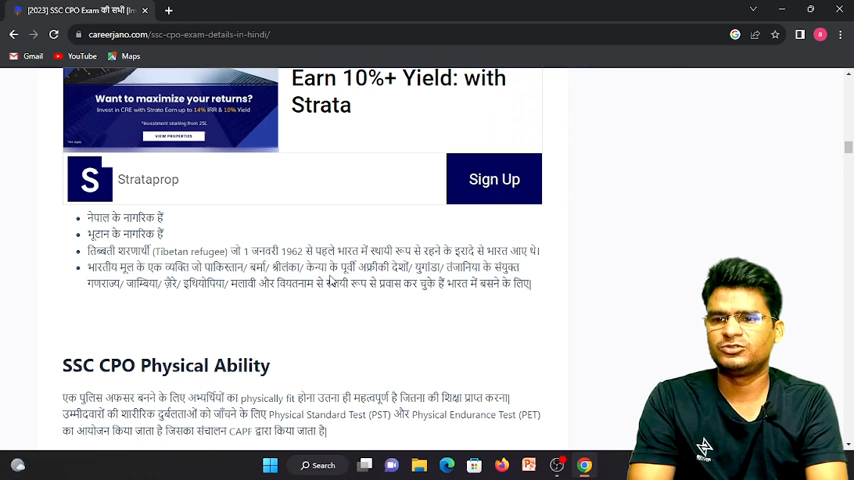 [2023] SSC CPO Exam की सभी [Im
careerjano.com/ssc-cpo-exam-details-in-hindi/
a
Gmail
YouTube
Maps
Want to maximize your returns?
Invest in CRE with Strata Earn up to 14% IRR & 10% Yield
*Investment starting from 25L
VIEW PROPERTIES
Earn 10%+ Yield: with
Strata
S
Strataprop
Sign Up
नेपाल के नागरिक हैं
भूटान के नागरिक हैं
तिब्बती शरणार्थी (Tibetan refugee) जो 1 जनवरी 1962 से पहले भारत में स्थायी रूप से रहने के इरादे से भारत आए थे।
भारतीय मूल के एक व्यक्ति जो पाकिस्तान/ बर्मा/ श्रीलंका/ केन्या के पूर्वी अफ्रीकी देशों/ युगांडा/ तंजानिया के संयुक्त
गणराज्य/ जाम्बिया/ ज़ैरे/ इथियोपिया/ मलावी और वियतनाम से स्थायी रूप से प्रवास कर चुके हैं भारत में बसने के लिए|
SSC CPO Physical Ability
एक पुलिस अफसर बनने के लिए अभ्यर्थियों का physically fit होना उतना ही महत्वपूर्ण है जितना की शिक्षा प्राप्त करना|
उम्मीदवारों की शारीरिक दुर्बलताओं को जाँचने के लिए Physical Standard Test (PST) और Physical Endurance Test (PET)
का आयोजन किया जाता है जिसका संचालन CAPF द्वारा किया जाता है|
Search